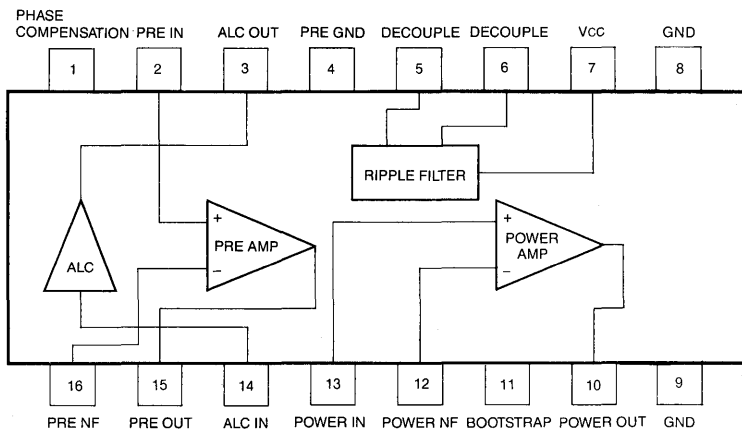 PHASE
COMPENSATION PRE IN ALC OUT PRE GND DECOUPLE DECOUPLE VCC GND
1 2 3 4 5 6 7 8
RIPPLE FILTER
+ +
PRE AMP
POWER
AMP
ALC
− −
16 15 14 13 12 11 10 9
PRE NF PRE OUT ALC IN POWER IN POWER NF BOOTSTRAP POWER OUT GND